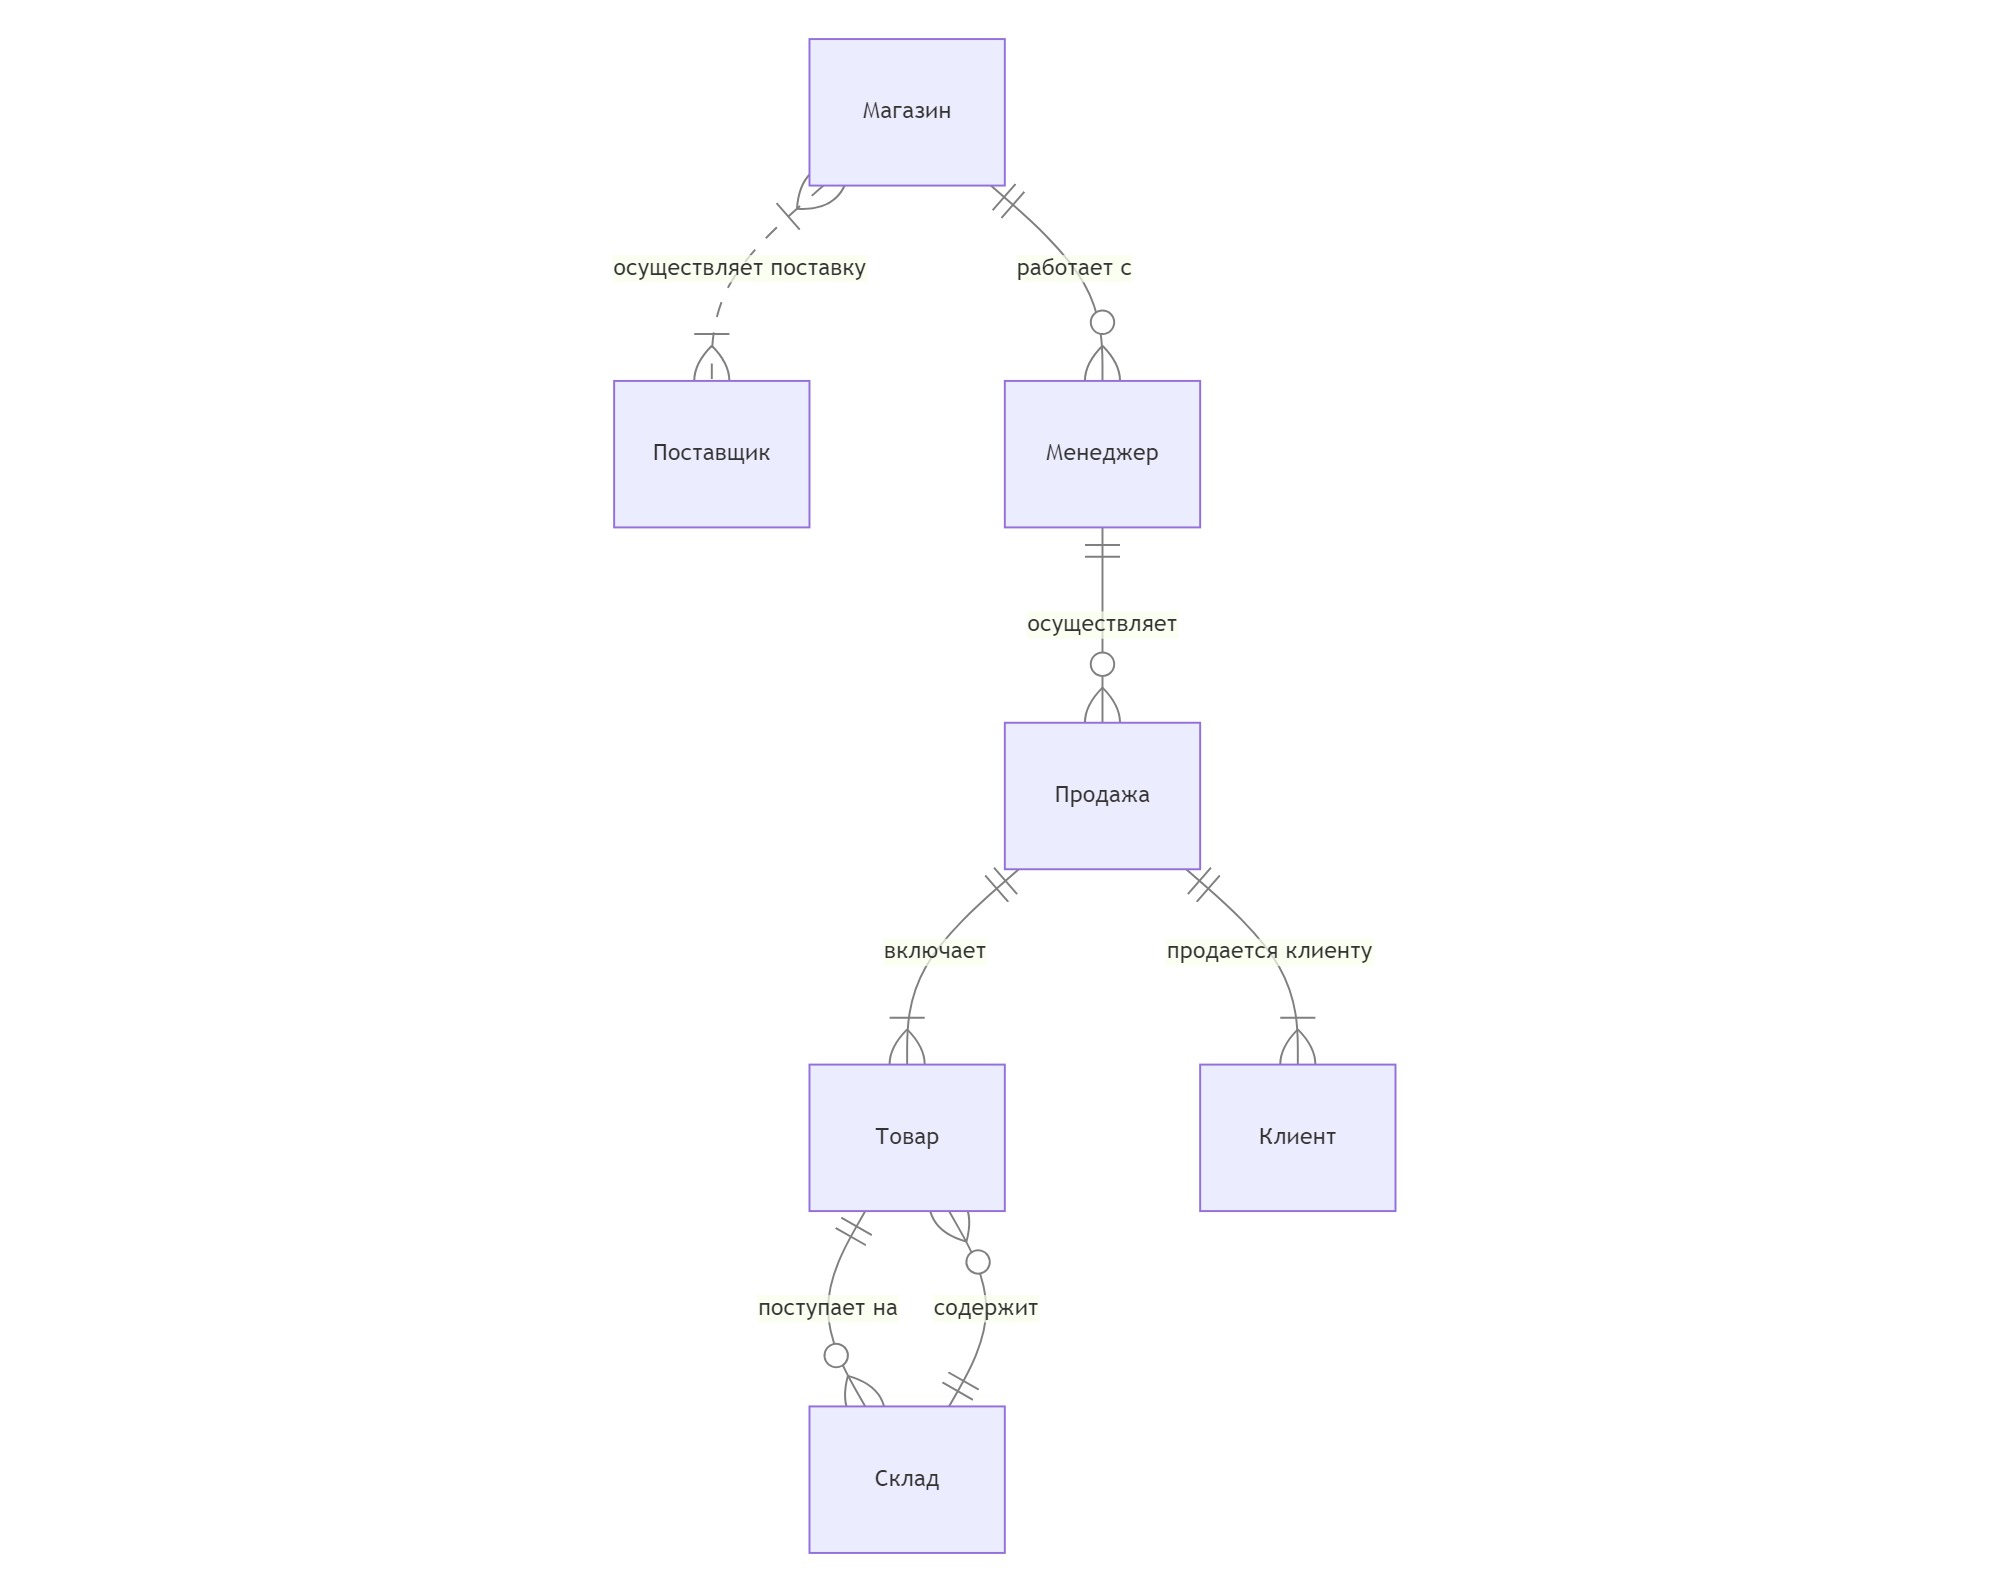 Магазин
осуществляет поставку
работает с
Поставщик
Менеджер
осуществляет
Продажа
включает
продается клиенту
Товар
Клиент
поступает на
содержит
Склад